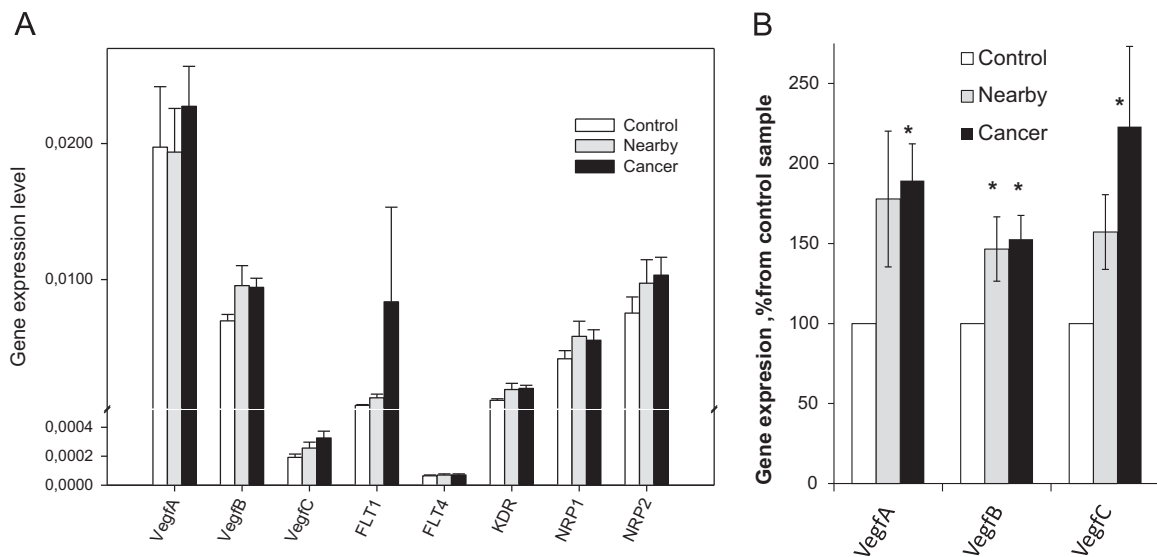 A
Gene expression level
0,0200
0,0100
0,0004
0,0002
0,0000
Control
Nearby
Cancer
VegfA
VegfB
VegfC
FLT1
FLT4
KDR
NRP1
NRP2
B
Gene expresion ,%from control sample
250
200
150
100
50
0
Control
Nearby
Cancer
*
* *
*
VegfA
VegfB
VegfC